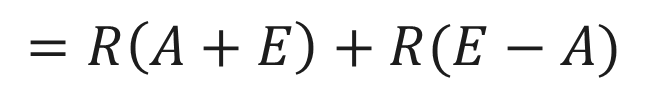 = R(A + E) + R(E − A)